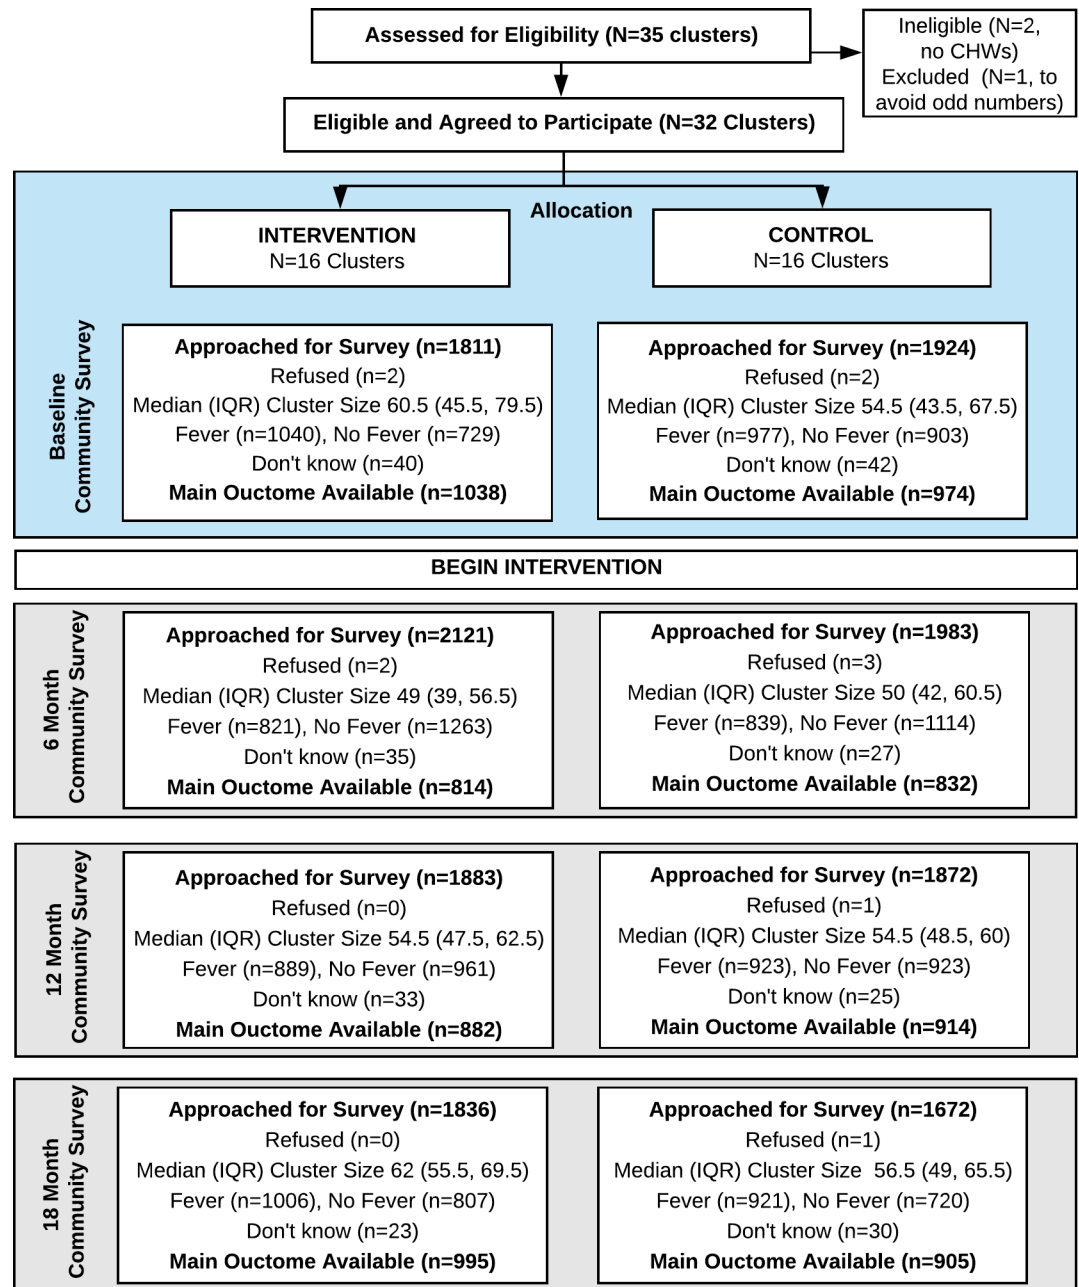 Assessed for Eligibility (N=35 clusters)
Ineligible (N=2,
no CHWs)
Excluded (N=1, to
avoid odd numbers)
Eligible and Agreed to Participate (N=32 Clusters)
Allocation
INTERVENTION
N=16 Clusters
CONTROL
N=16 Clusters
Baseline
Community Survey
Approached for Survey (n=1811)
Refused (n=2)
Median (IQR) Cluster Size 60.5 (45.5, 79.5)
Fever (n=1040), No Fever (n=729)
Don't know (n=40)
Main Ouctome Available (n=1038)
Approached for Survey (n=1924)
Refused (n=2)
Median (IQR) Cluster Size 54.5 (43.5, 67.5)
Fever (n=977), No Fever (n=903)
Don't know (n=42)
Main Ouctome Available (n=974)
BEGIN INTERVENTION
6 Month
Community Survey
Approached for Survey (n=2121)
Refused (n=2)
Median (IQR) Cluster Size 49 (39, 56.5)
Fever (n=821), No Fever (n=1263)
Don't know (n=35)
Main Ouctome Available (n=814)
Approached for Survey (n=1983)
Refused (n=3)
Median (IQR) Cluster Size 50 (42, 60.5)
Fever (n=839), No Fever (n=1114)
Don't know (n=27)
Main Ouctome Available (n=832)
12 Month
Community Survey
Approached for Survey (n=1883)
Refused (n=0)
Median (IQR) Cluster Size 54.5 (47.5, 62.5)
Fever (n=889), No Fever (n=961)
Don't know (n=33)
Main Ouctome Available (n=882)
Approached for Survey (n=1872)
Refused (n=1)
Median (IQR) Cluster Size 54.5 (48.5, 60)
Fever (n=923), No Fever (n=923)
Don't know (n=25)
Main Ouctome Available (n=914)
18 Month
Community Survey
Approached for Survey (n=1836)
Refused (n=0)
Median (IQR) Cluster Size 62 (55.5, 69.5)
Fever (n=1006), No Fever (n=807)
Don't know (n=23)
Main Ouctome Available (n=995)
Approached for Survey (n=1672)
Refused (n=1)
Median (IQR) Cluster Size 56.5 (49, 65.5)
Fever (n=921), No Fever (n=720)
Don't know (n=30)
Main Ouctome Available (n=905)